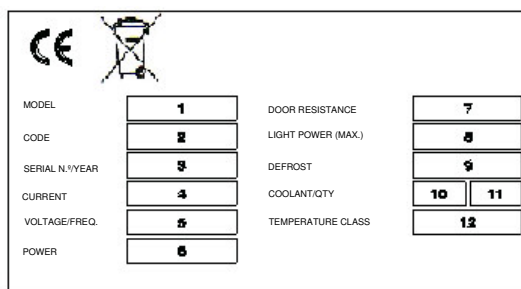 CE
MODEL 1
CODE 2
SERIAL N.º/YEAR 3
CURRENT 4
VOLTAGE/FREQ. 5
POWER 6
DOOR RESISTANCE 7
LIGHT POWER (MAX.) 8
DEFROST 9
COOLANT/QTY 10 11
TEMPERATURE CLASS 12